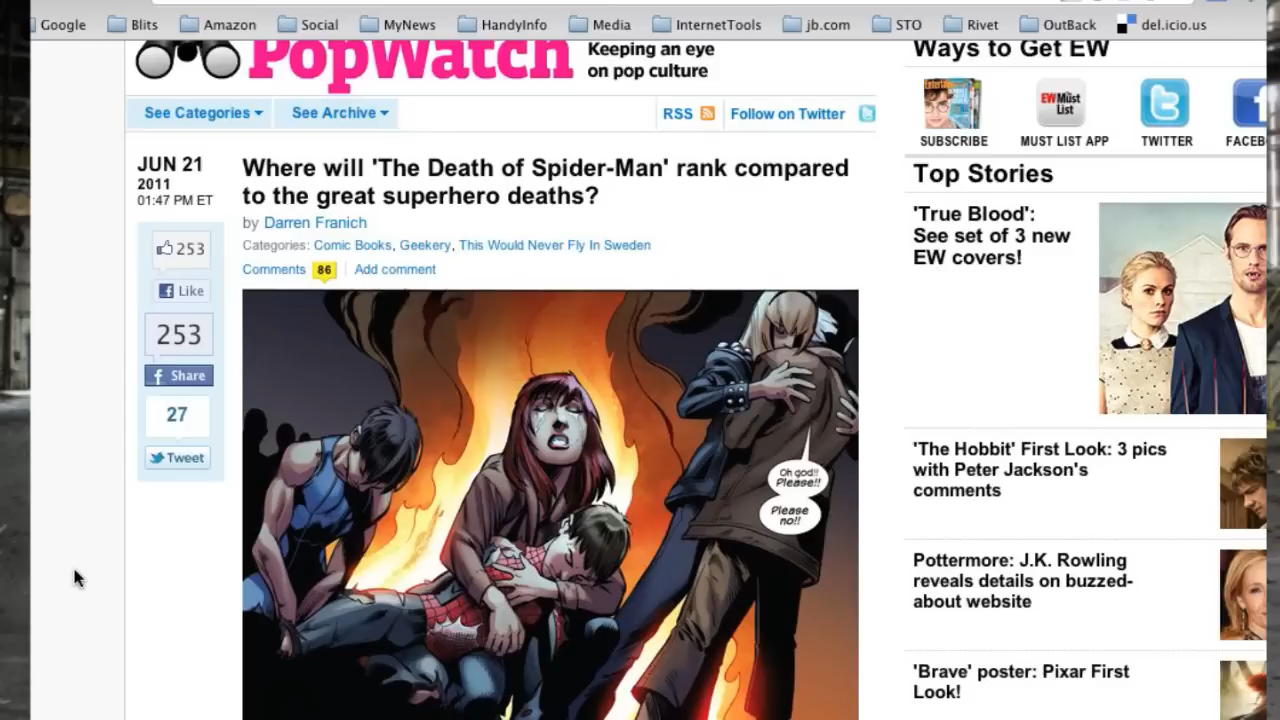 Google Blits Amazon Social MyNews HandyInfo Media InternetTools jb.com STO Rivet OutBack del.icio.us
PopWatch
Keeping an eye
on pop culture
See Categories See Archive RSS Follow on Twitter
JUN 21
2011
01:47 PM ET
253
Like
253
Share
27
Tweet
Where will 'The Death of Spider-Man' rank compared
to the great superhero deaths?
by Darren Franich
Categories: Comic Books, Geekery, This Would Never Fly In Sweden
Comments 86 Add comment
Oh god!!
Please!!
Please
no!!
Ways to Get EW
EW Must
List
SUBSCRIBE MUST LIST APP TWITTER FACEB
Top Stories
'True Blood':
See set of 3 new
EW covers!
'The Hobbit' First Look: 3 pics
with Peter Jackson's
comments
Pottermore: J.K. Rowling
reveals details on buzzed-
about website
'Brave' poster: Pixar First
Look!